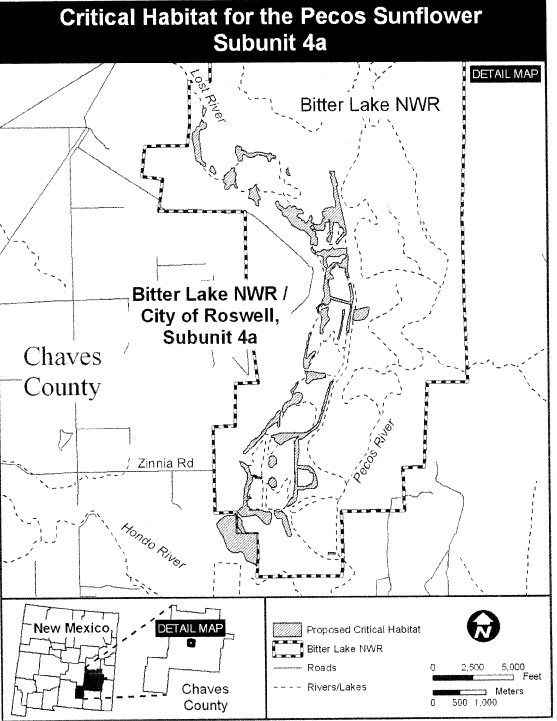 Critical Habitat for the Pecos Sunflower
Subunit 4a
DETAIL MAP
Lost River
Bitter Lake NWR
Bitter Lake NWR /
City of Roswell,
Subunit 4a
Chaves
County
Zinnia Rd
Pecos River
Hondo River
New Mexico
DETAIL MAP
Chaves
County
Proposed Critical Habitat
Bitter Lake NWR
Roads
Rivers/Lakes
N
0 2,500 5,000
Feet
Meters
0 500 1,000